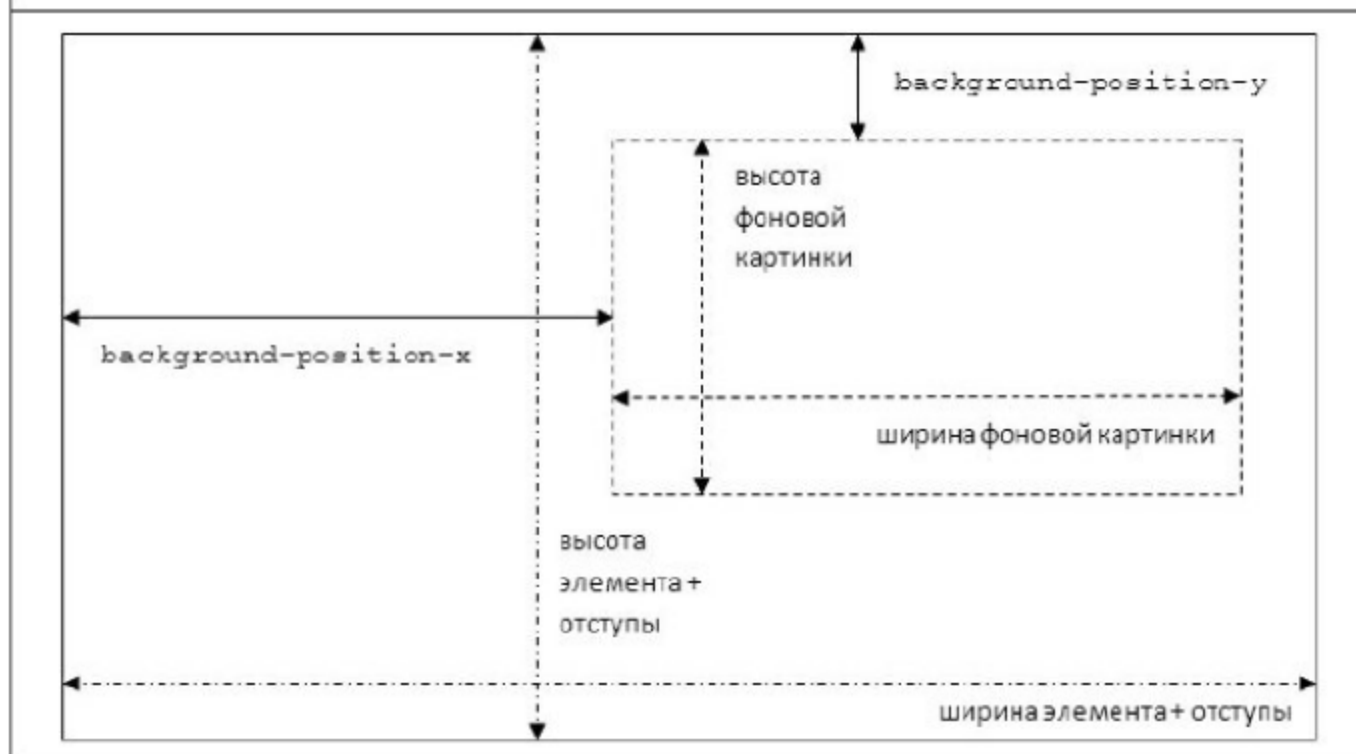 background-position-y
высота
фоновой
картинки
background-position-x
ширина фоновой картинки
высота
элемента +
отступы
ширина элемента + отступы